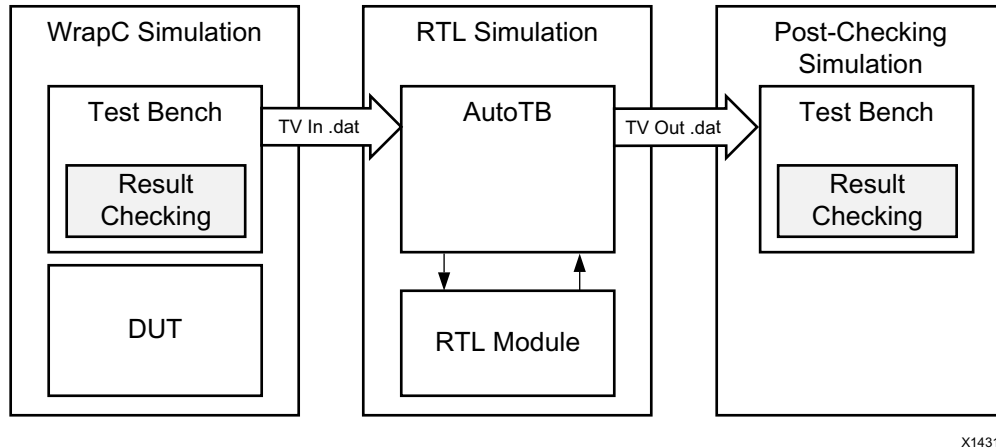 WrapC Simulation
Test Bench
Result
Checking
DUT
TV In .dat
RTL Simulation
AutoTB
RTL Module
TV Out .dat
Post-Checking
Simulation
Test Bench
Result
Checking
X1431